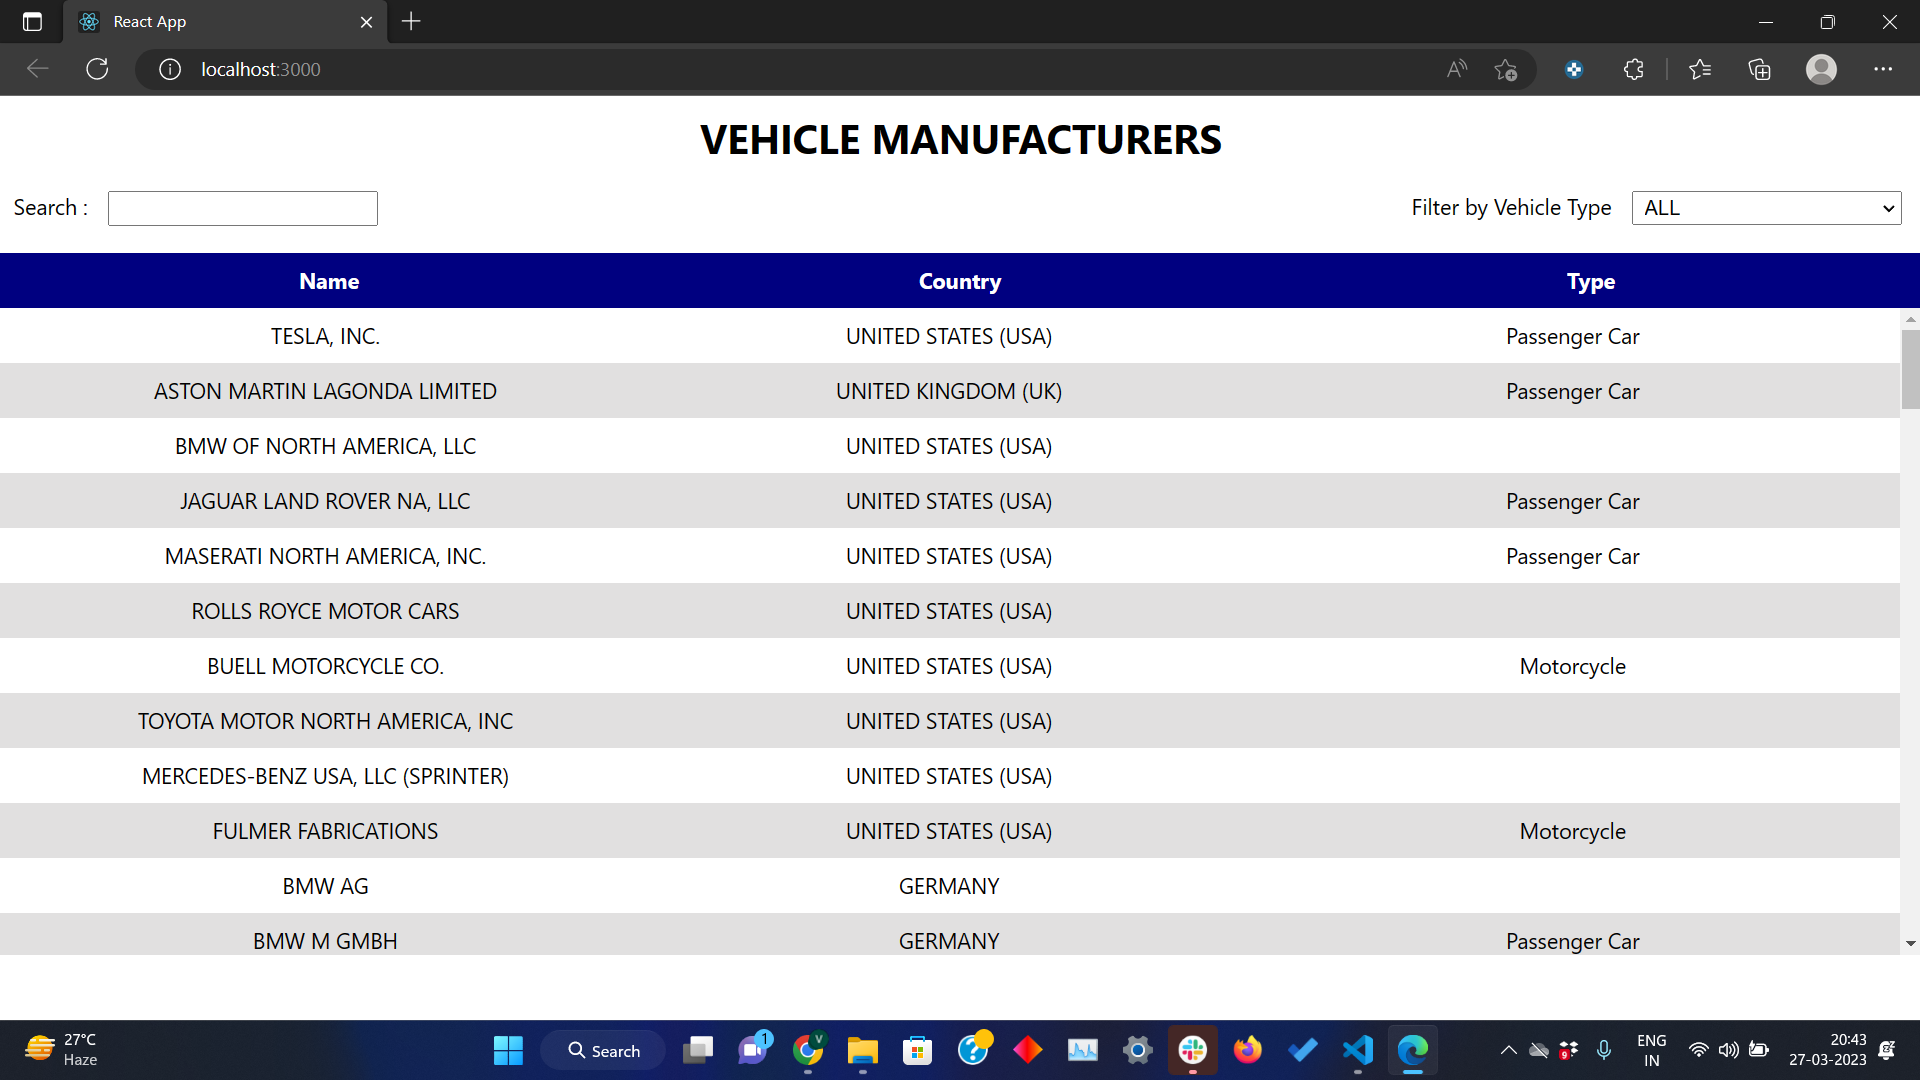 React App
localhost:3000
VEHICLE MANUFACTURERS
Search :
Filter by Vehicle Type ALL
Name Country Type
TESLA, INC. UNITED STATES (USA) Passenger Car
ASTON MARTIN LAGONDA LIMITED UNITED KINGDOM (UK) Passenger Car
BMW OF NORTH AMERICA, LLC UNITED STATES (USA)
JAGUAR LAND ROVER NA, LLC UNITED STATES (USA) Passenger Car
MASERATI NORTH AMERICA, INC. UNITED STATES (USA) Passenger Car
ROLLS ROYCE MOTOR CARS UNITED STATES (USA)
BUELL MOTORCYCLE CO. UNITED STATES (USA) Motorcycle
TOYOTA MOTOR NORTH AMERICA, INC UNITED STATES (USA)
MERCEDES-BENZ USA, LLC (SPRINTER) UNITED STATES (USA)
FULMER FABRICATIONS UNITED STATES (USA) Motorcycle
BMW AG GERMANY
BMW M GMBH GERMANY Passenger Car
27°C
Haze
Search
1
V
9
ENG
IN
20:43
27-03-2023